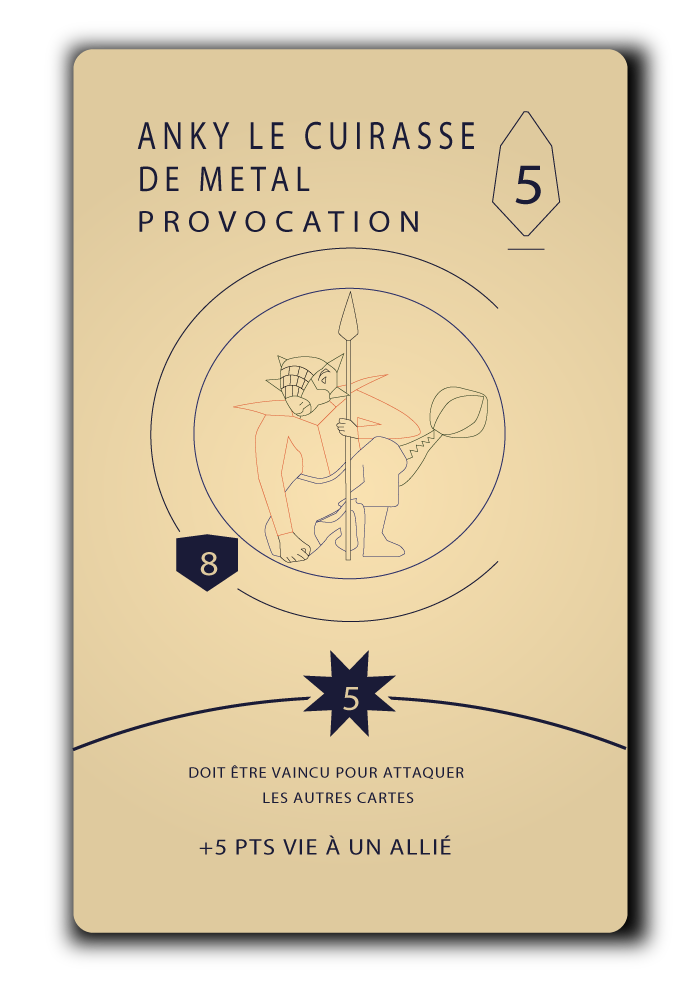 ANKY LE CUIRASSE
DE METAL
PROVOCATION
5
8
5
DOIT ÊTRE VAINCU POUR ATTAQUER
LES AUTRES CARTES
+5 PTS VIE À UN ALLIÉ